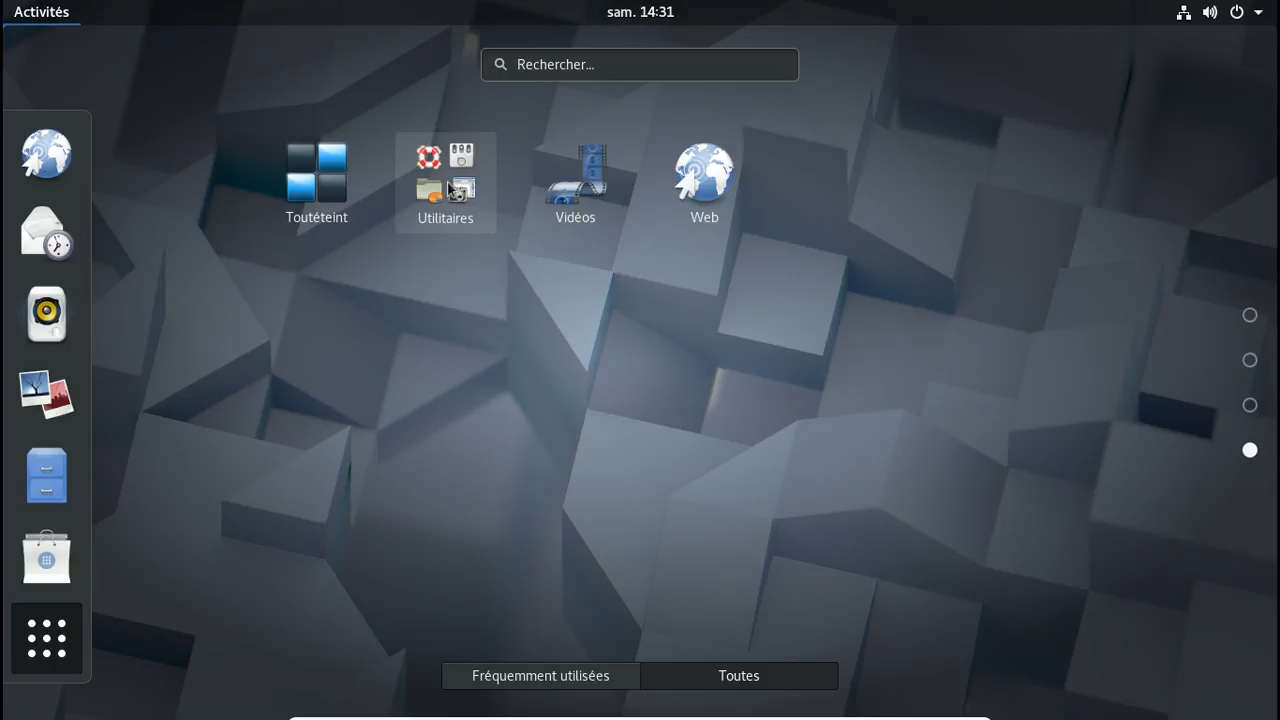 Activités
sam. 14:31
Rechercher...
Toutéteint
Utilitaires
Vidéos
Web
Fréquemment utilisées
Toutes